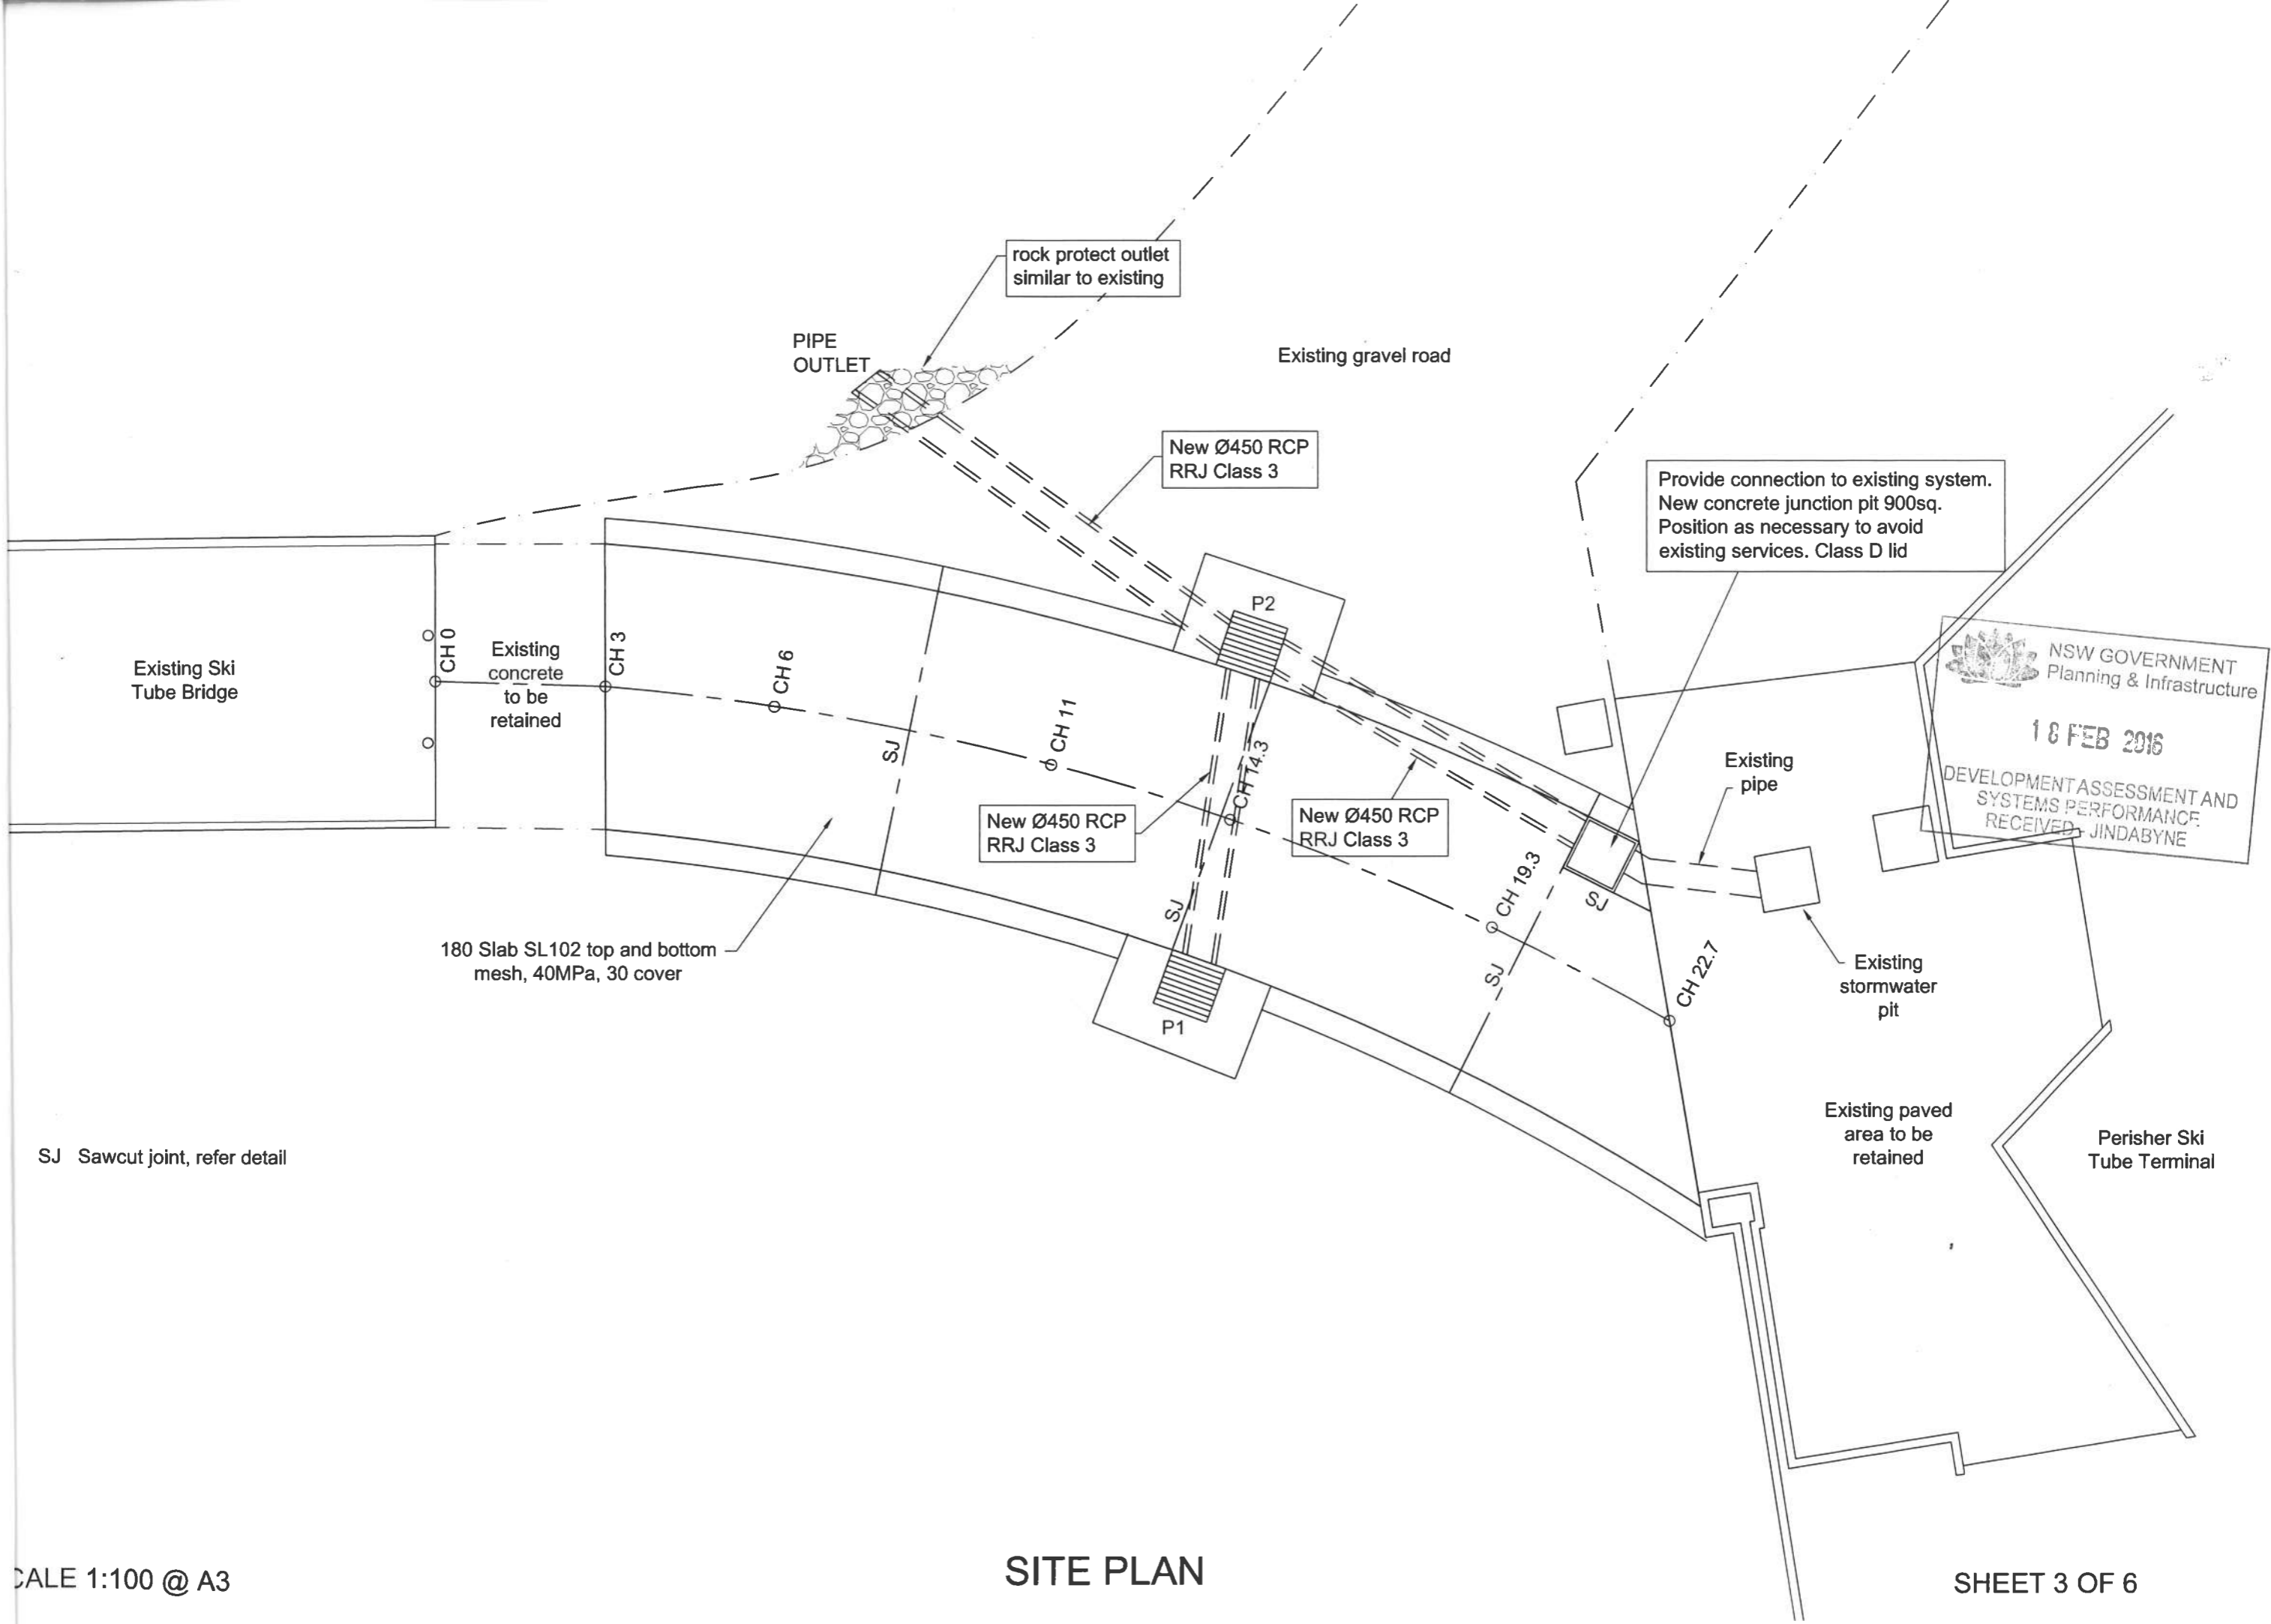 rock protect outlet
similar to existing
PIPE
OUTLET
Existing gravel road
New Ø450 RCP
RRJ Class 3
Provide connection to existing system.
New concrete junction pit 900sq.
Position as necessary to avoid
existing services. Class D lid
P2
NSW GOVERNMENT
Planning & Infrastructure
18 FEB 2016
DEVELOPMENT ASSESSMENT AND
SYSTEMS PERFORMANCE
RECEIVED - JINDABYNE
Existing Ski
Tube Bridge
CH 0
Existing
concrete
to be
retained
CH 3
CH 6
SJ
CH 11
CH 14.3
New Ø450 RCP
RRJ Class 3
New Ø450 RCP
RRJ Class 3
Existing
pipe
CH 19.3
SJ
SJ
SJ
CH 22.7
180 Slab SL102 top and bottom
mesh, 40MPa, 30 cover
P1
Existing
stormwater
pit
Existing paved
area to be
retained
Perisher Ski
Tube Terminal
SJ Sawcut joint, refer detail
CALE 1:100 @ A3
SITE PLAN
SHEET 3 OF 6